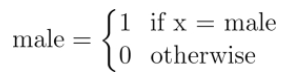 male = { 1 if x = male
0 otherwise